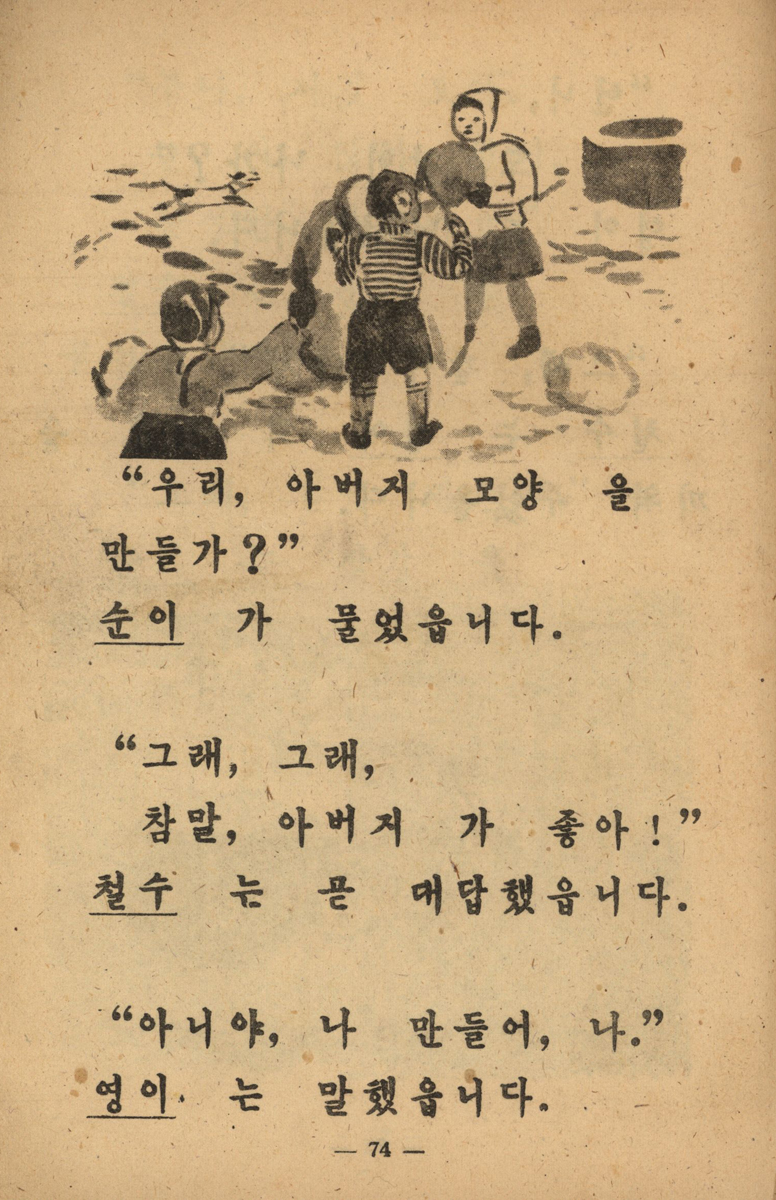 “우리, 아버지 모양 을
만들가?”
순이 가 물었읍니다.
“그래, 그래,
참말, 아버지 가 좋아!”
철수 는 곧 대답했읍니다.
“아니야, 나 만들어, 나.”
영이 는 말했읍니다.
— 74 —